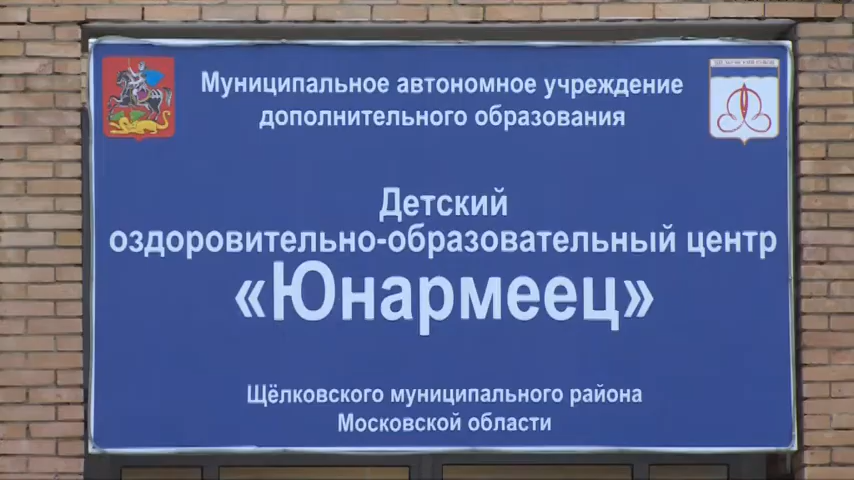 Муниципальное автономное учреждение
дополнительного образования
Детский
оздоровительно-образовательный центр
«Юнармеец»
Щёлковского муниципального района
Московской области